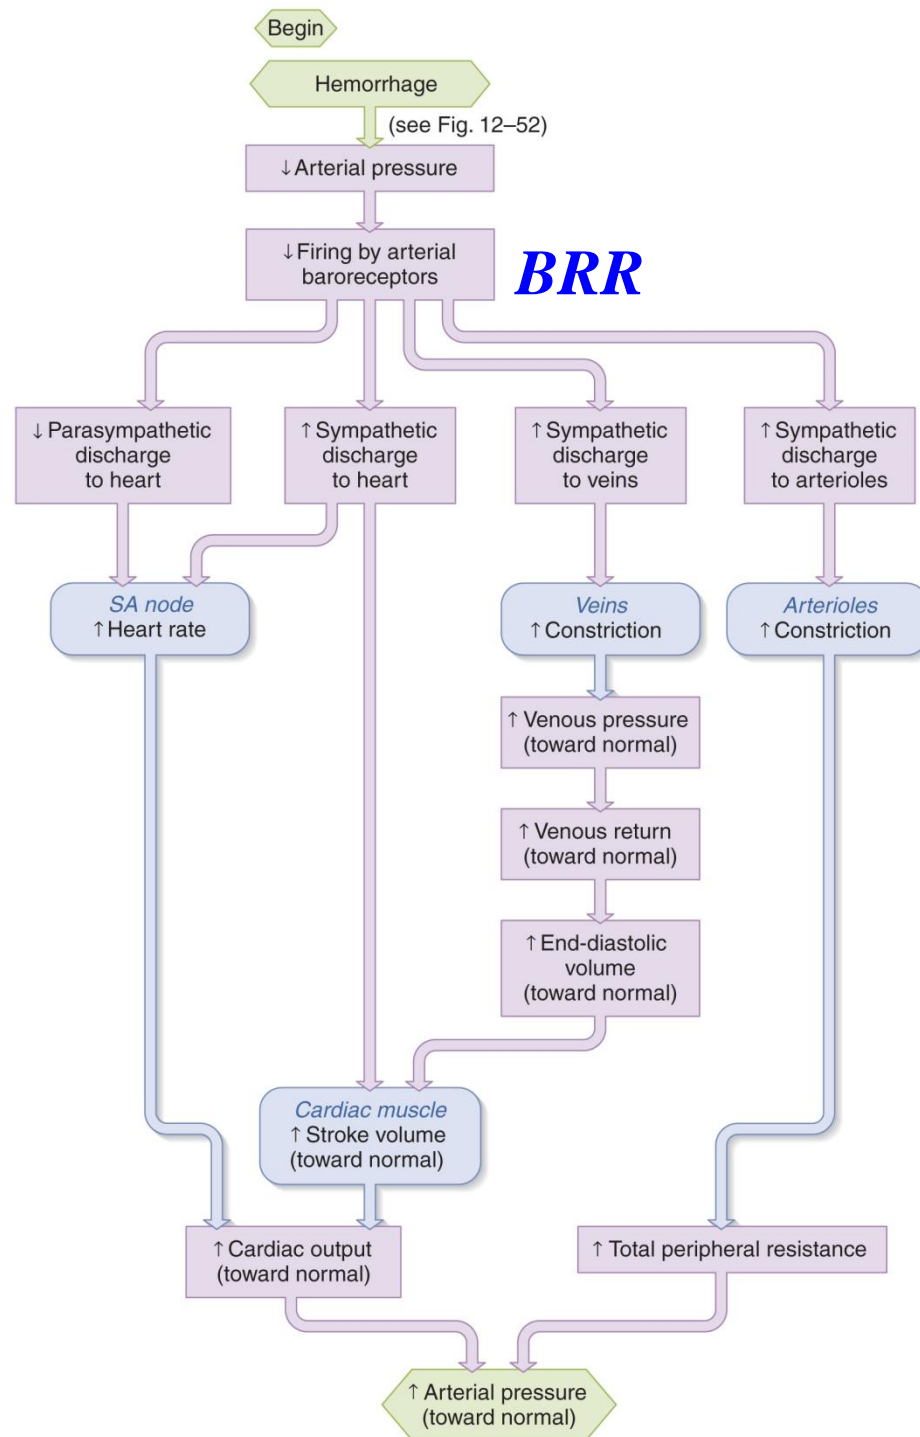 Begin
Hemorrhage
(see Fig. 12–52)
↓Arterial pressure
↓Firing by arterial
baroreceptors
BRR
↓ Parasympathetic
discharge
to heart
↑ Sympathetic
discharge
to heart
↑ Sympathetic
discharge
to veins
↑ Sympathetic
discharge
to arterioles
SA node
↑ Heart rate
Veins
↑ Constriction
Arterioles
↑ Constriction
↑ Venous pressure
(toward normal)
↑ Venous return
(toward normal)
↑ End-diastolic
volume
(toward normal)
Cardiac muscle
↑ Stroke volume
(toward normal)
↑ Cardiac output
(toward normal)
↑ Total peripheral resistance
↑ Arterial pressure
(toward normal)